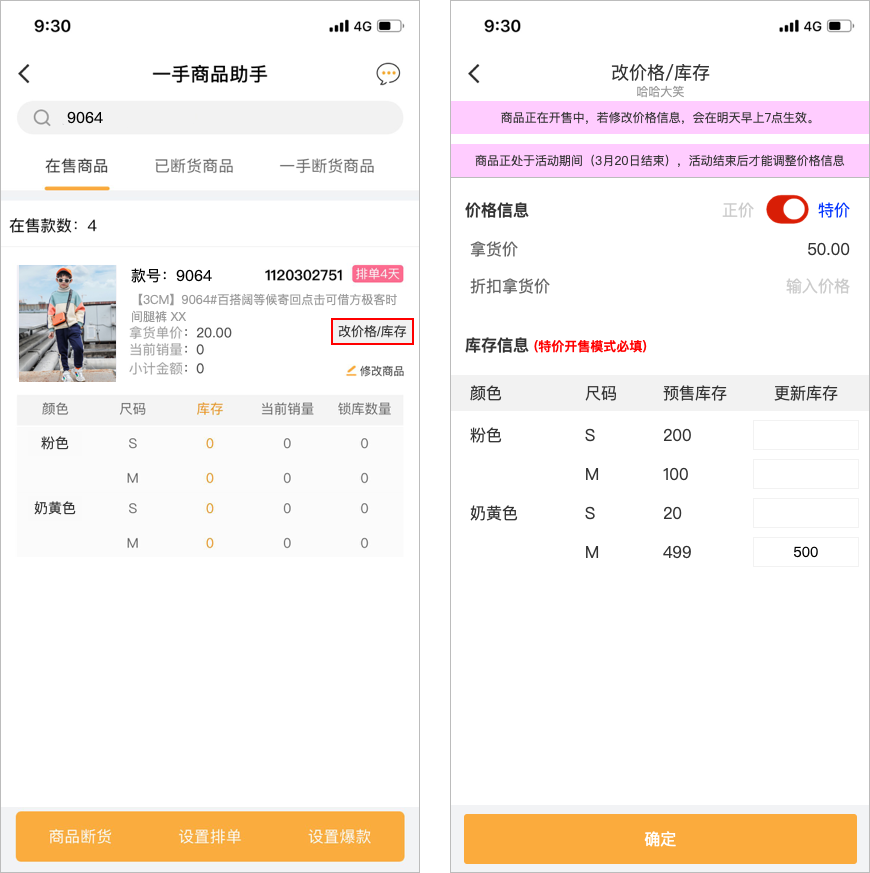 9:30
4G
一手商品助手
9064
在售商品 已断货商品 一手断货商品
在售款数：4
款号：9064 1120302751 排单4天
【3CM】9064#百搭阔等候寄回点击可借方极客时
间腿裤 XX
拿货单价：20.00 改价格/库存
当前销量：0
小计金额：0 修改商品
颜色 尺码 库存 当前销量 锁库数量
粉色 S 0 0 0
M 0 0 0
奶黄色 S 0 0 0
M 0 0 0
商品断货 设置排单 设置爆款
9:30
4G
改价格/库存
哈哈大笑
商品正在开售中，若修改价格信息，会在明天早上7点生效。
商品正处于活动期间（3月20日结束），活动结束后才能调整价格信息
价格信息 正价 特价
拿货价 50.00
折扣拿货价 输入价格
库存信息 (特价开售模式必填)
颜色 尺码 预售库存 更新库存
粉色 S 200
M 100
奶黄色 S 20
M 499 500
确定